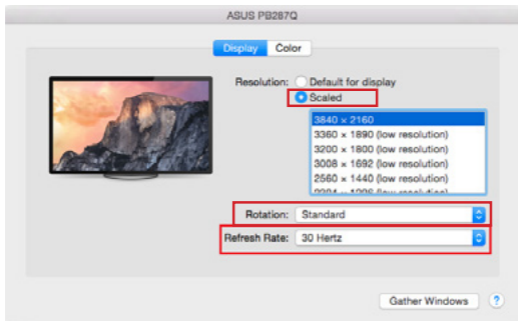 ASUS PB287Q
Display Color
Resolution: Default for display
Scaled
3840 × 2160
3360 × 1890 (low resolution)
3200 × 1800 (low resolution)
3008 × 1692 (low resolution)
2560 × 1440 (low resolution)
Rotation: Standard
Refresh Rate: 30 Hertz
Gather Windows ?